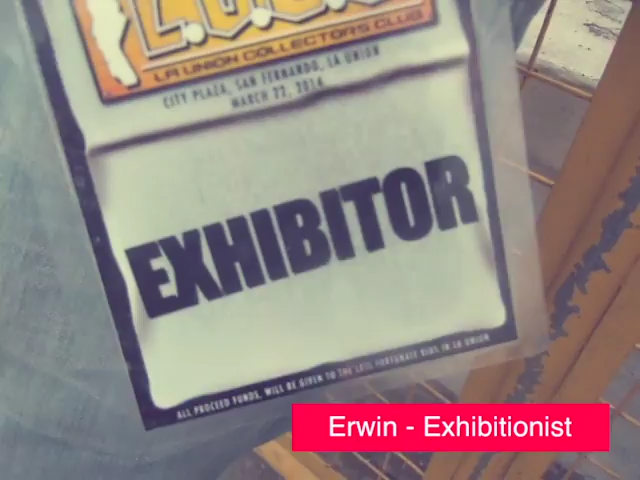 L.U.C.C
LA UNION COLLECTORS CLUB
CITY PLAZA, SAN FERNANDO, LA UNION
MARCH 22, 2014
EXHIBITOR
ALL PROCEED FUNDS, WILL BE GIVEN TO THE LESS FORTUNATE KIDS IN LA UNION
Erwin - Exhibitionist